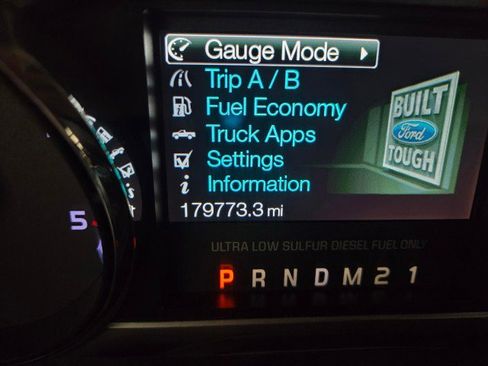 Gauge Mode
Trip A / B
Fuel Economy
Truck Apps
Settings
Information
179773.3 mi
BUILT
Ford
TOUGH
ULTRA LOW SULFUR DIESEL FUEL ONLY
P R N D M 2 1
5